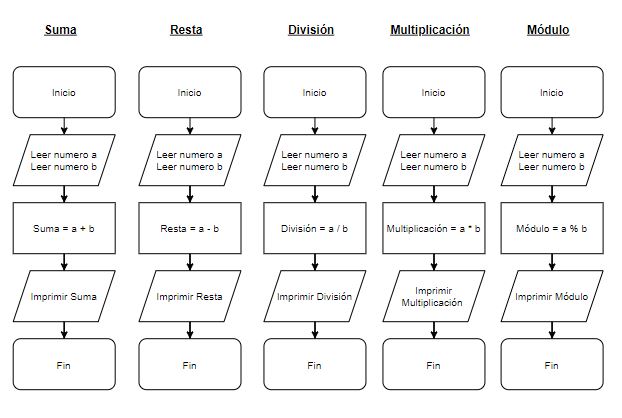 Suma
Resta
División
Multiplicación
Módulo
Inicio
Inicio
Inicio
Inicio
Inicio
Leer numero a
Leer numero b
Leer numero a
Leer numero b
Leer numero a
Leer numero b
Leer numero a
Leer numero b
Leer numero a
Leer numero b
Suma = a + b
Resta = a - b
División = a / b
Multiplicación = a * b
Módulo = a % b
Imprimir Suma
Imprimir Resta
Imprimir División
Imprimir
Multiplicación
Imprimir Módulo
Fin
Fin
Fin
Fin
Fin